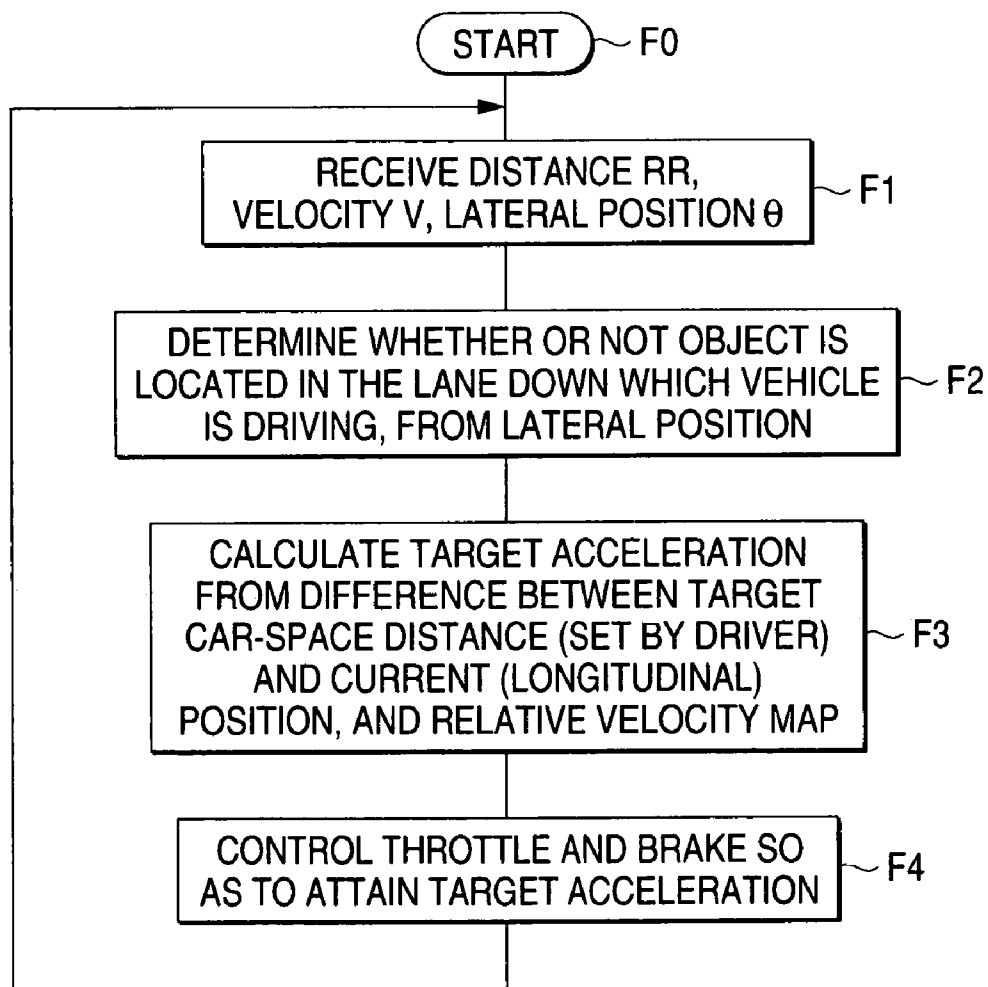 START
F0
RECEIVE DISTANCE RR,
VELOCITY V, LATERAL POSITION θ
F1
DETERMINE WHETHER OR NOT OBJECT IS
LOCATED IN THE LANE DOWN WHICH VEHICLE
IS DRIVING, FROM LATERAL POSITION
F2
CALCULATE TARGET ACCELERATION
FROM DIFFERENCE BETWEEN TARGET
CAR-SPACE DISTANCE (SET BY DRIVER)
AND CURRENT (LONGITUDINAL)
POSITION, AND RELATIVE VELOCITY MAP
F3
CONTROL THROTTLE AND BRAKE SO
AS TO ATTAIN TARGET ACCELERATION
F4